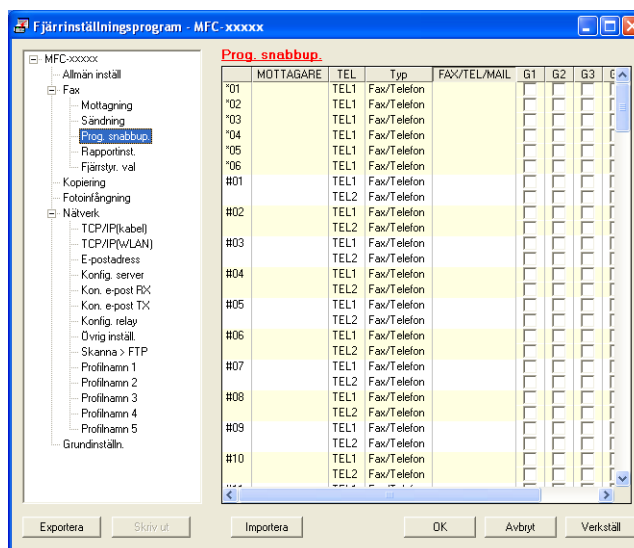 Fjärrinställningsprogram - MFC-xxxxx
MFC-xxxxx
Allmän inställ
Fax
Mottagning
Sändning
Prog. snabbup.
Rapportinst.
Fjärrstyr. val
Kopiering
Fotoinfångning
Nätverk
TCP/IP(kabel)
TCP/IP(WLAN)
E-postadress
Konfig. server
Kon. e-post RX
Kon. e-post TX
Konfig. relay
Övrig inställ.
Skanna > FTP
Profilnamn 1
Profilnamn 2
Profilnamn 3
Profilnamn 4
Profilnamn 5
Grundinställn.
Prog. snabbup.
MOTTAGARE TEL Typ FAX/TEL/MAIL G1 G2 G3
*01 TEL1 Fax/Telefon
*02 TEL1 Fax/Telefon
*03 TEL1 Fax/Telefon
*04 TEL1 Fax/Telefon
*05 TEL1 Fax/Telefon
*06 TEL1 Fax/Telefon
#01 TEL1 Fax/Telefon
TEL2 Fax/Telefon
#02 TEL1 Fax/Telefon
TEL2 Fax/Telefon
#03 TEL1 Fax/Telefon
TEL2 Fax/Telefon
#04 TEL1 Fax/Telefon
TEL2 Fax/Telefon
#05 TEL1 Fax/Telefon
TEL2 Fax/Telefon
#06 TEL1 Fax/Telefon
TEL2 Fax/Telefon
#07 TEL1 Fax/Telefon
TEL2 Fax/Telefon
#08 TEL1 Fax/Telefon
TEL2 Fax/Telefon
#09 TEL1 Fax/Telefon
TEL2 Fax/Telefon
#10 TEL1 Fax/Telefon
TEL2 Fax/Telefon
Exportera Skriv ut Importera OK Avbryt Verkställ